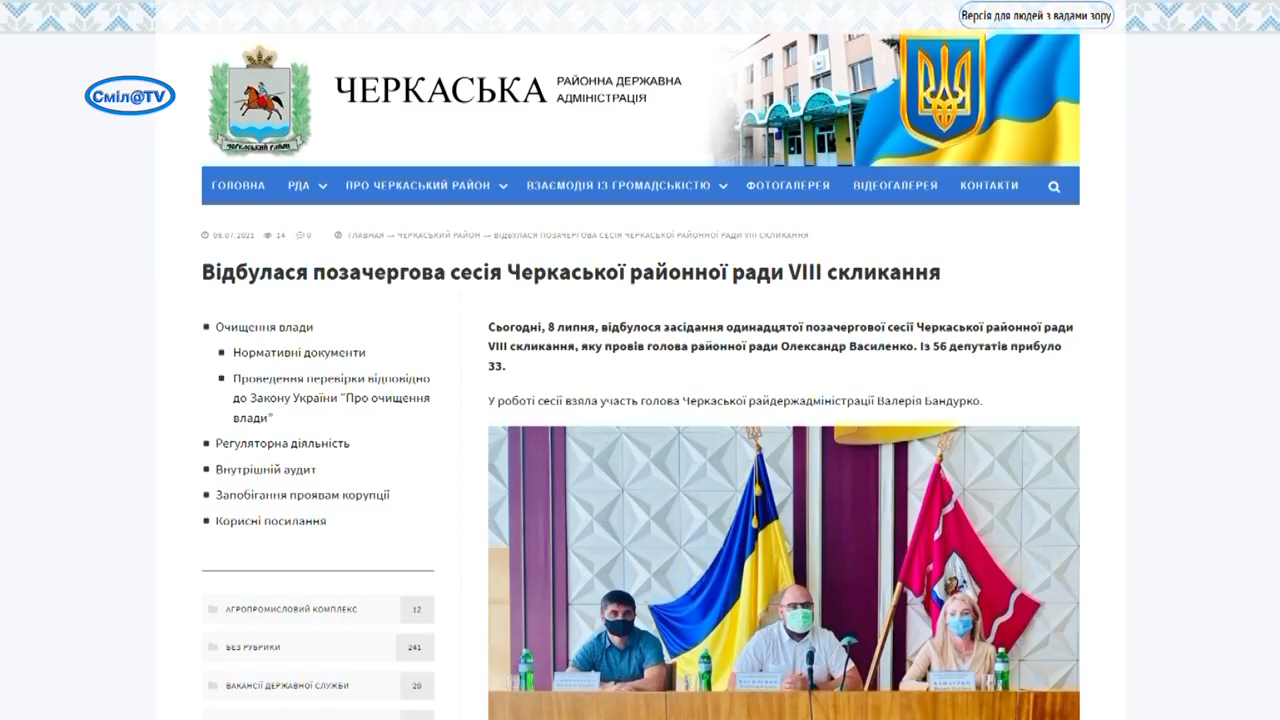 Версія для людей з вадами зору
Сміл@TV
ЧЕРКАСЬКА
РАЙОННА ДЕРЖАВНА
АДМІНІСТРАЦІЯ
ЧЕРКАСЬКИЙ РАЙОН
ГОЛОВНА РДА ПРО ЧЕРКАСЬКИЙ РАЙОН ВЗАЄМОДІЯ ІЗ ГРОМАДСЬКІСТЮ ФОТОГАЛЕРЕЯ ВІДЕОГАЛЕРЕЯ КОНТАКТИ
08.07.2021 14 0 ГЛАВНАЯ — ЧЕРКАСЬКИЙ РАЙОН — ВІДБУЛАСЯ ПОЗАЧЕРГОВА СЕСІЯ ЧЕРКАСЬКОЇ РАЙОННОЇ РАДИ VIII СКЛИКАННЯ
Відбулася позачергова сесія Черкаської районної ради VIII скликання
Очищення влади
Нормативні документи
Проведення перевірки відповідно
до Закону України "Про очищення
влади"
Регуляторна діяльність
Внутрішній аудит
Запобігання проявам корупції
Корисні посилання
АГРОПРОМИСЛОВИЙ КОМПЛЕКС 12
БЕЗ РУБРИКИ 241
ВАКАНСІЇ ДЕРЖАВНОЇ СЛУЖБИ 20
Сьогодні, 8 липня, відбулося засідання одинадцятої позачергової сесії Черкаської районної ради
VIII скликання, яку провів голова районної ради Олександр Василенко. Із 56 депутатів прибуло
33.
У роботі сесії взяла участь голова Черкаської райдержадміністрації Валерія Бандурко.
ВАСИЛЕНКО
БАНДУРКО